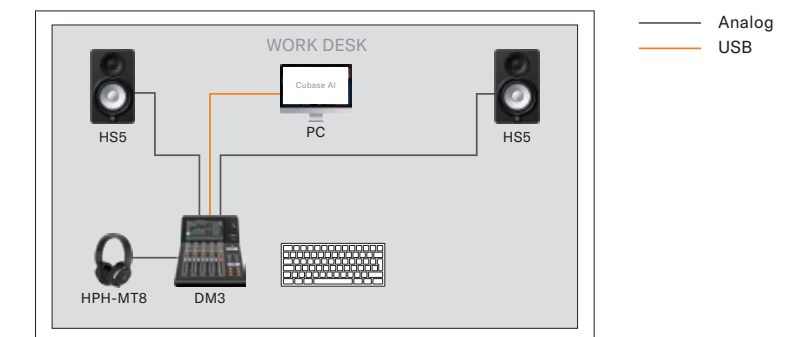 Analog
USB
WORK DESK
Cubase AI
HS5
PC
HS5
HPH-MT8
DM3